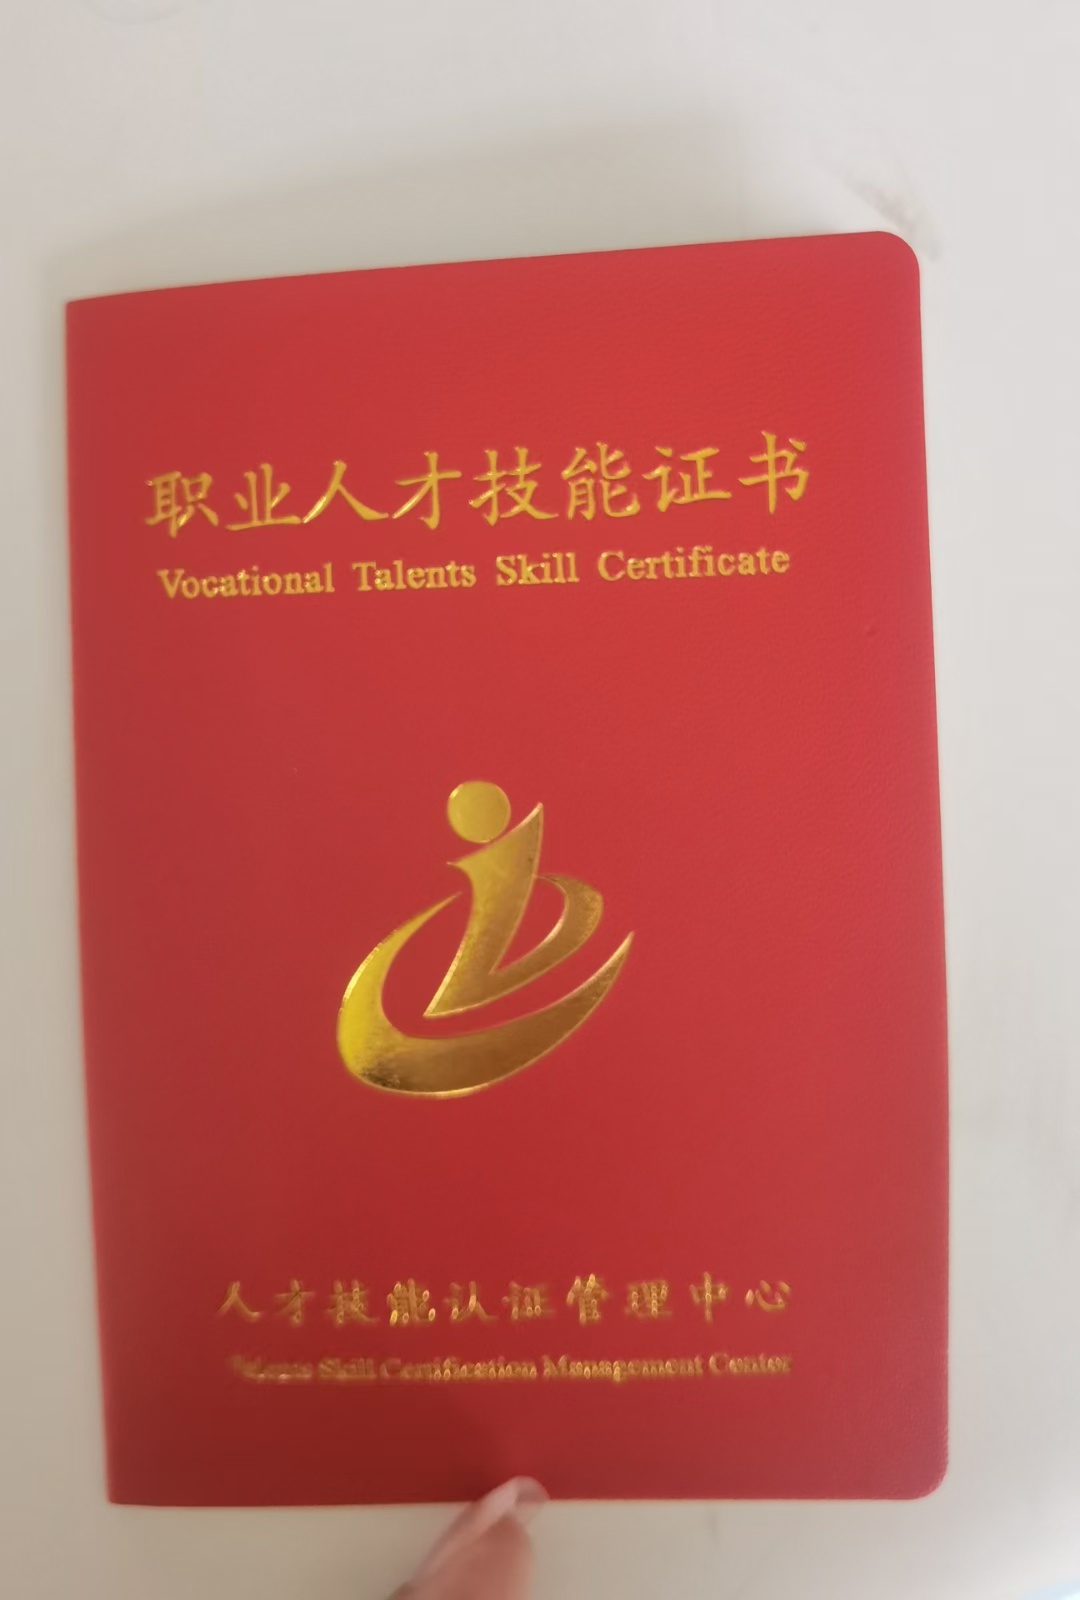 职业人才技能证书
Vocational Talents Skill Certificate
人才技能认证管理中心
Talents Skill Certification Management Center